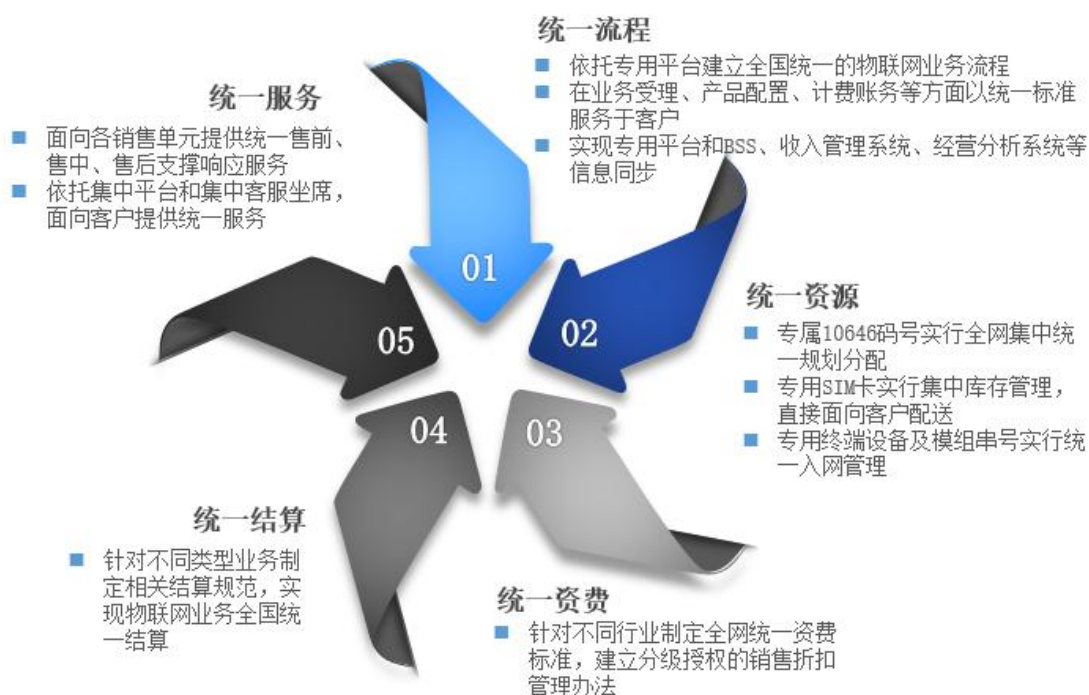 统一流程
依托专用平台建立全国统一的物联网业务流程
在业务受理、产品配置、计费账务等方面以统一标准
服务于客户
实现专用平台和BSS、收入管理系统、经营分析系统等
信息同步
统一服务
面向各销售单元提供统一售前、
售中、售后支撑响应服务
依托集中平台和集中客服坐席，
面向客户提供统一服务
01
02
03
04
05
统一资源
专属10646码号实行全网集中统
一规划分配
专用SIM卡实行集中库存管理，
直接面向客户配送
专用终端设备及模组串号实行统
一入网管理
统一结算
针对不同类型业务制
定相关结算规范，实
现物联网业务全国统
一结算
统一资费
针对不同行业制定全网统一资费
标准，建立分级授权的销售折扣
管理办法